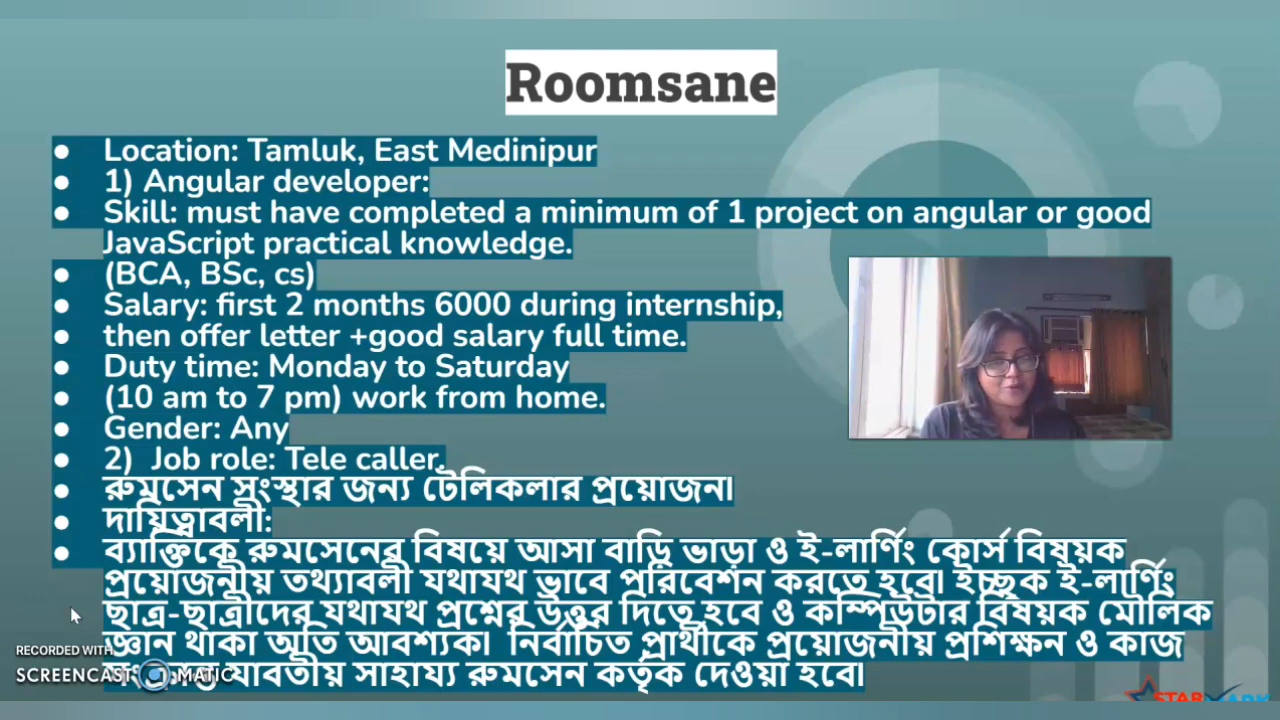 Roomsane
● Location: Tamluk, East Medinipur
● 1) Angular developer:
● Skill: must have completed a minimum of 1 project on angular or good
JavaScript practical knowledge.
● (BCA, BSc, cs)
● Salary: first 2 months 6000 during internship,
● then offer letter +good salary full time.
● Duty time: Monday to Saturday
● (10 am to 7 pm) work from home.
● Gender: Any
● 2) Job role: Tele caller.
● রুমসেন সংস্থার জন্য টেলিকলার প্রয়োজন।
● দায়িত্বাবলী:
● ব্যাক্তিকে রুমসেনের বিষয়ে আসা বাড়ি ভাড়া ও ই-লার্ণিং কোর্স বিষয়ক
প্রয়োজনীয় তথ্যাবলী যথাযথ ভাবে পরিবেশন করতে হবে। ইচ্ছুক ই-লার্ণিং
ছাত্র-ছাত্রীদের যথাযথ প্রশ্নের উত্তর দিতে হবে ও কম্পিউটার বিষয়ক মৌলিক
জ্ঞান থাকা অতি আবশ্যক। নির্বাচিত প্রার্থীকে প্রয়োজনীয় প্রশিক্ষন ও কাজ
যাবতীয় সাহায্য রুমসেন কর্তৃক দেওয়া হবে।
RECORDED WITH
SCREENCAST MATIC
STAR